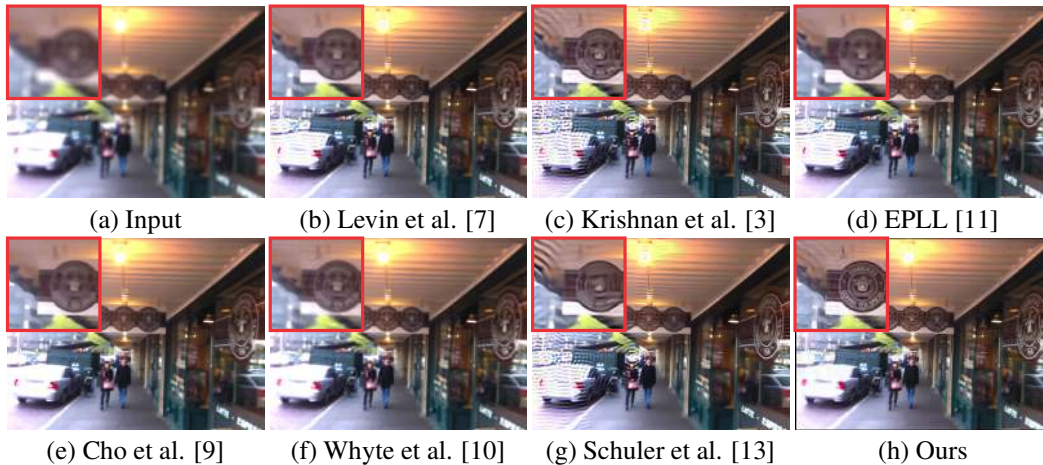 (a) Input
(b) Levin et al. [7]
(c) Krishnan et al. [3]
(d) EPLL [11]
(e) Cho et al. [9]
(f) Whyte et al. [10]
(g) Schuler et al. [13]
(h) Ours